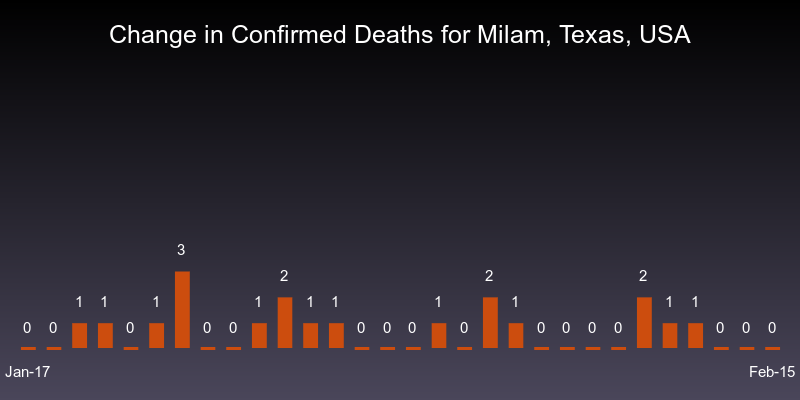 Change in Confirmed Deaths for Milam, Texas, USA
0 0 1 1 0 1 3 0 0 1 2 1 1 0 0 0 1 0 2 1 0 0 0 0 2 1 1 0 0 0
Jan-17 Feb-15